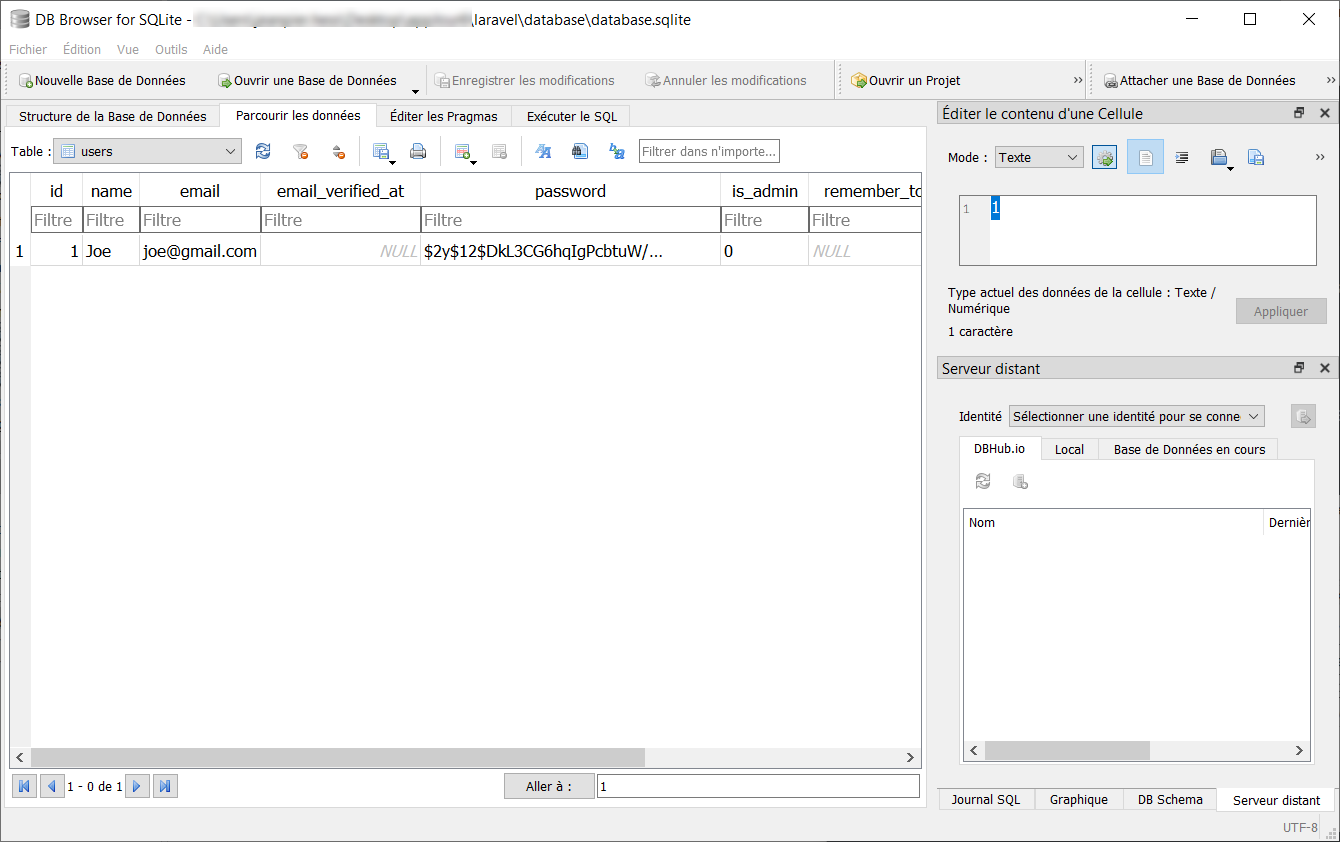 DB Browser for SQLite - \laravel\database\database.sqlite
Fichier Édition Vue Outils Aide
Nouvelle Base de Données Ouvrir une Base de Données Enregistrer les modifications Annuler les modifications Ouvrir un Projet » Attacher une Base de Données »
Structure de la Base de Données Parcourir les données Éditer les Pragmas Exécuter le SQL
Table : users Filtrer dans n'importe...
id name email email_verified_at password is_admin remember_to
Filtre Filtre Filtre Filtre Filtre Filtre Filtre
1 1 Joe joe@gmail.com NULL $2y$12$DkL3CG6hqIgPcbtuW/... 0 NULL
1 - 0 de 1 Aller à : 1
Éditer le contenu d'une Cellule
Mode : Texte »
1 1
Type actuel des données de la cellule : Texte /
Numérique
Appliquer
1 caractère
Serveur distant
Identité Sélectionner une identité pour se conne
DBHub.io Local Base de Données en cours
Nom Dernièr
Journal SQL Graphique DB Schema Serveur distant
UTF-8